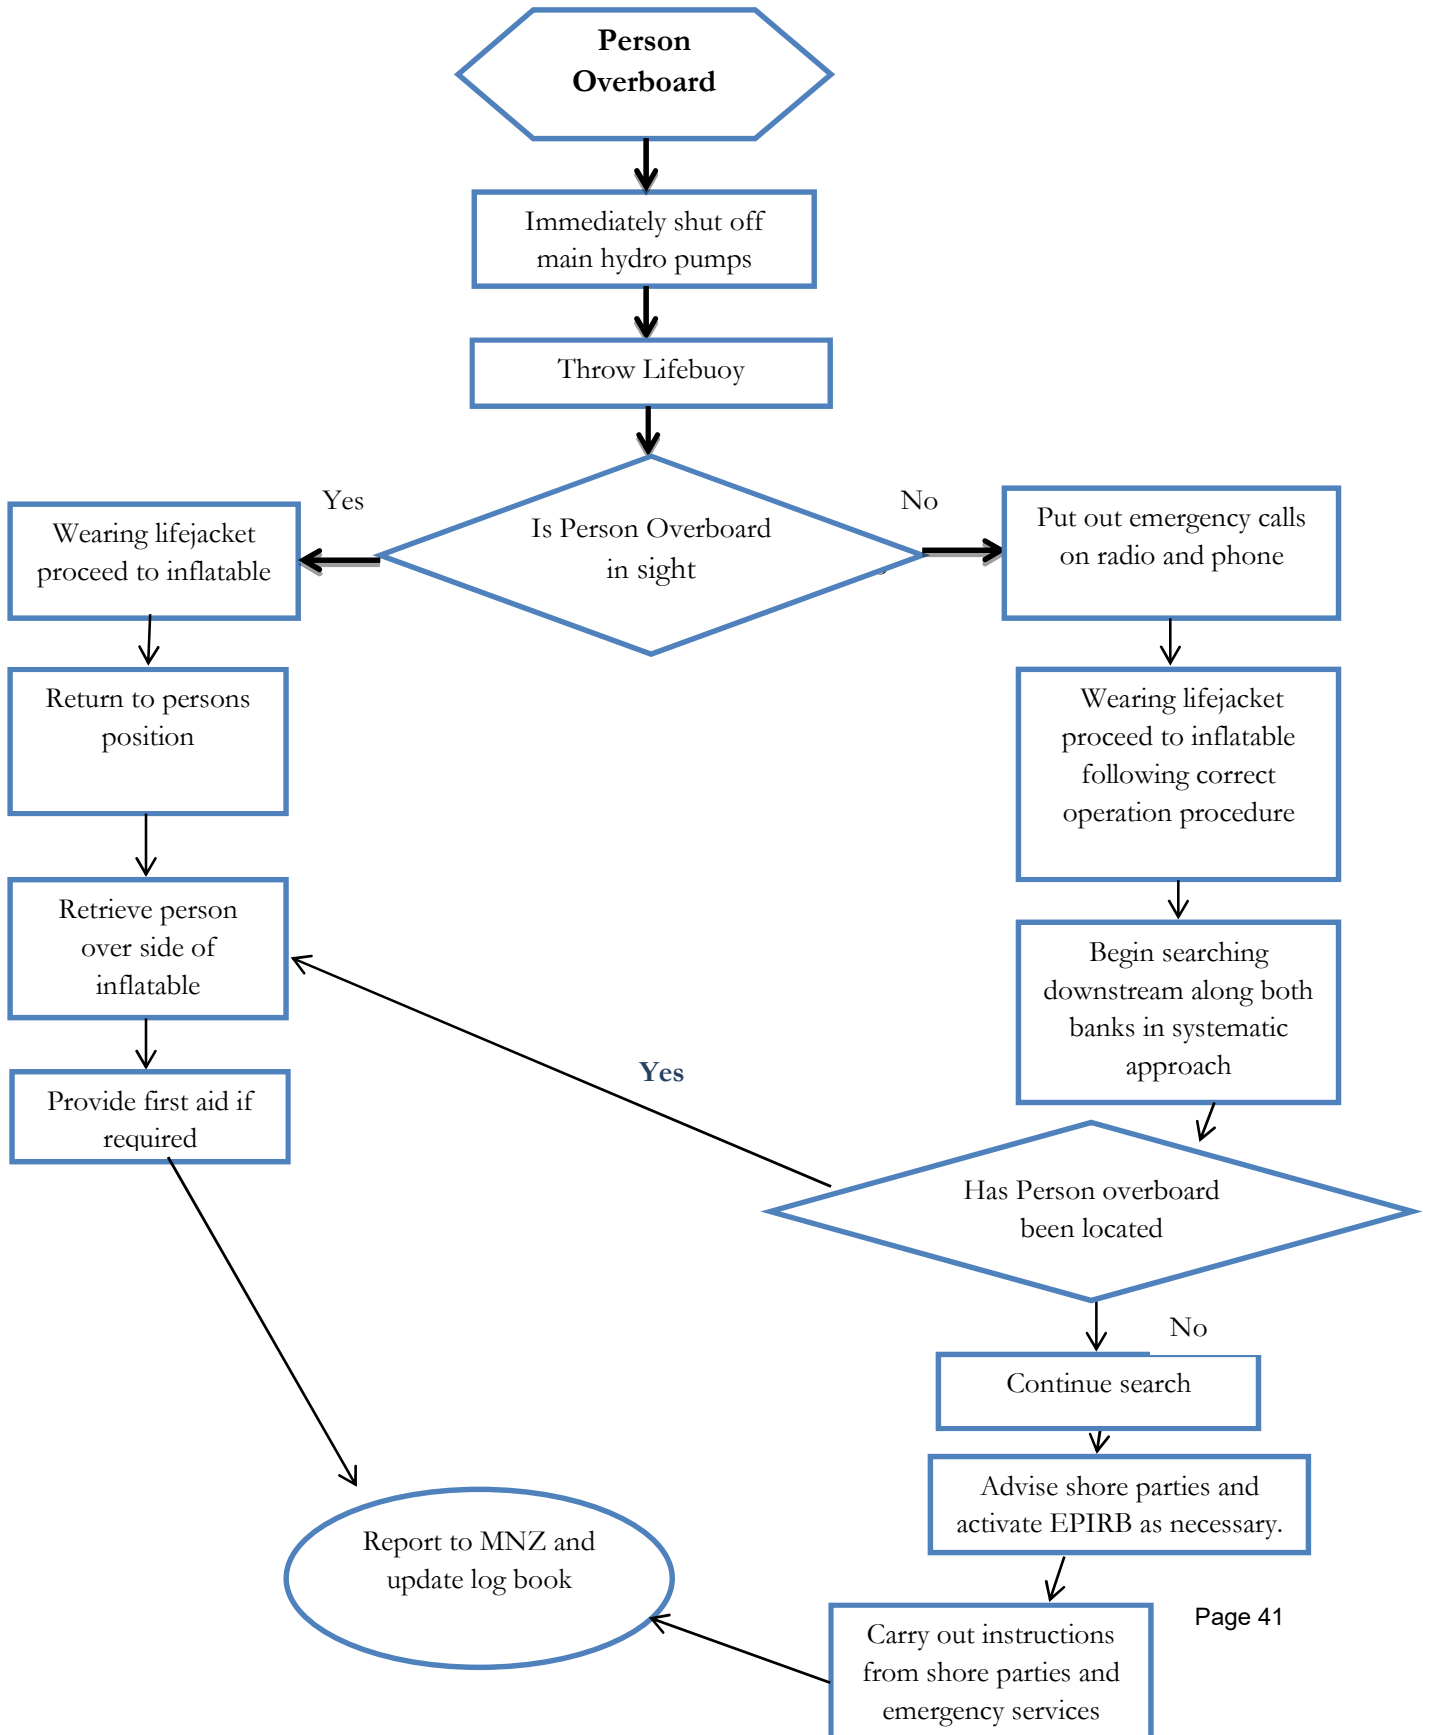 Person
Overboard
Immediately shut off
main hydro pumps
Throw Lifebuoy
Is Person Overboard
in sight
Yes
No
Wearing lifejacket
proceed to inflatable
Return to persons
position
Retrieve person
over side of
inflatable
Provide first aid if
required
Put out emergency calls
on radio and phone
Wearing lifejacket
proceed to inflatable
following correct
operation procedure
Begin searching
downstream along both
banks in systematic
approach
Has Person overboard
been located
Yes
No
Continue search
Advise shore parties and
activate EPIRB as necessary.
Carry out instructions
from shore parties and
emergency services
Report to MNZ and
update log book
Page 41